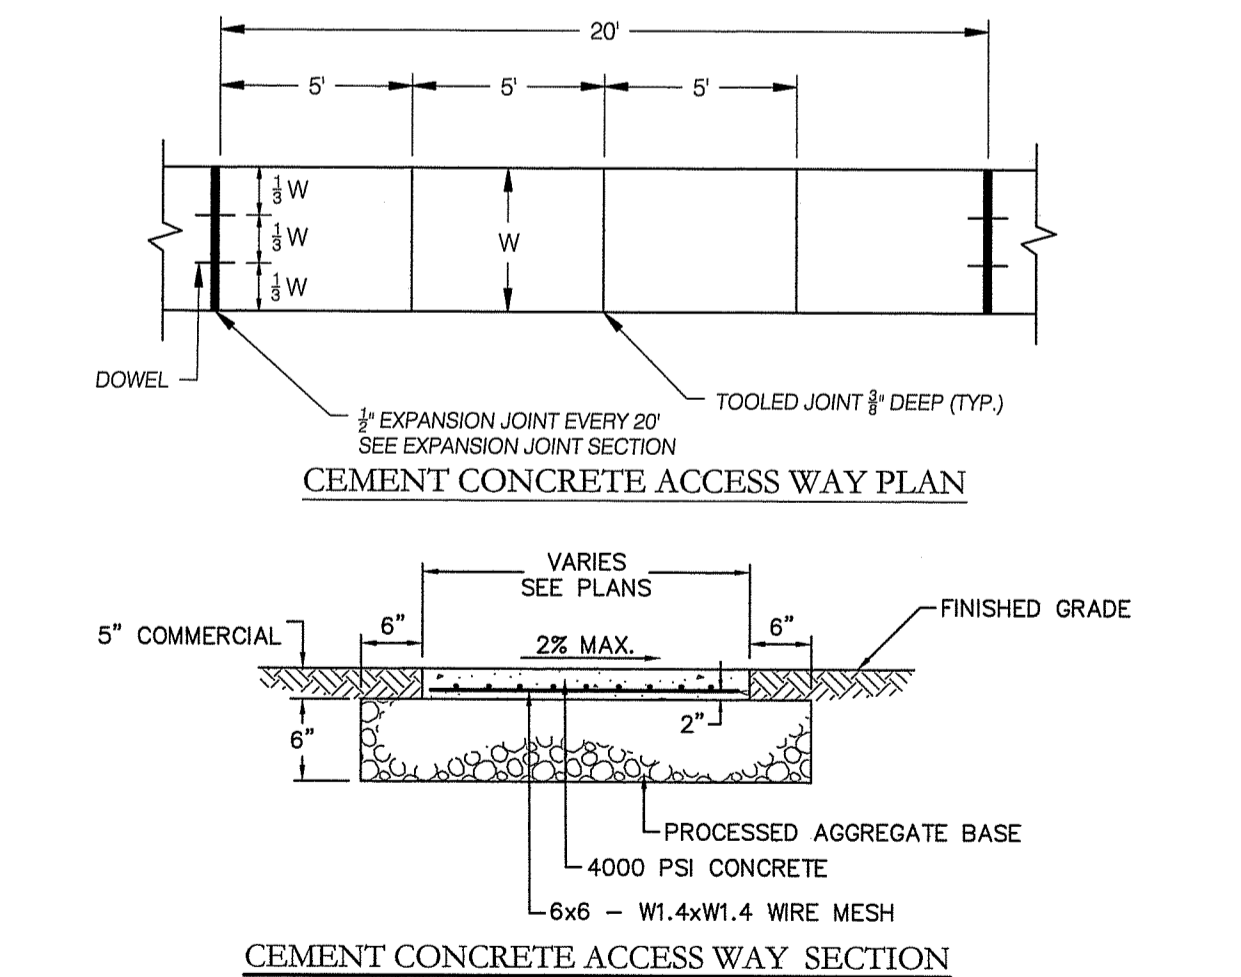 20'
5' 5' 5'
1/3 W
1/3 W
W
1/3 W
DOWEL
TOOLED JOINT 3/8" DEEP (TYP.)
1/2" EXPANSION JOINT EVERY 20'
SEE EXPANSION JOINT SECTION
CEMENT CONCRETE ACCESS WAY PLAN
VARIES
SEE PLANS
FINISHED GRADE
5" COMMERCIAL
6" 6"
2% MAX.
2"
6"
PROCESSED AGGREGATE BASE
4000 PSI CONCRETE
6x6 - W1.4xW1.4 WIRE MESH
CEMENT CONCRETE ACCESS WAY SECTION